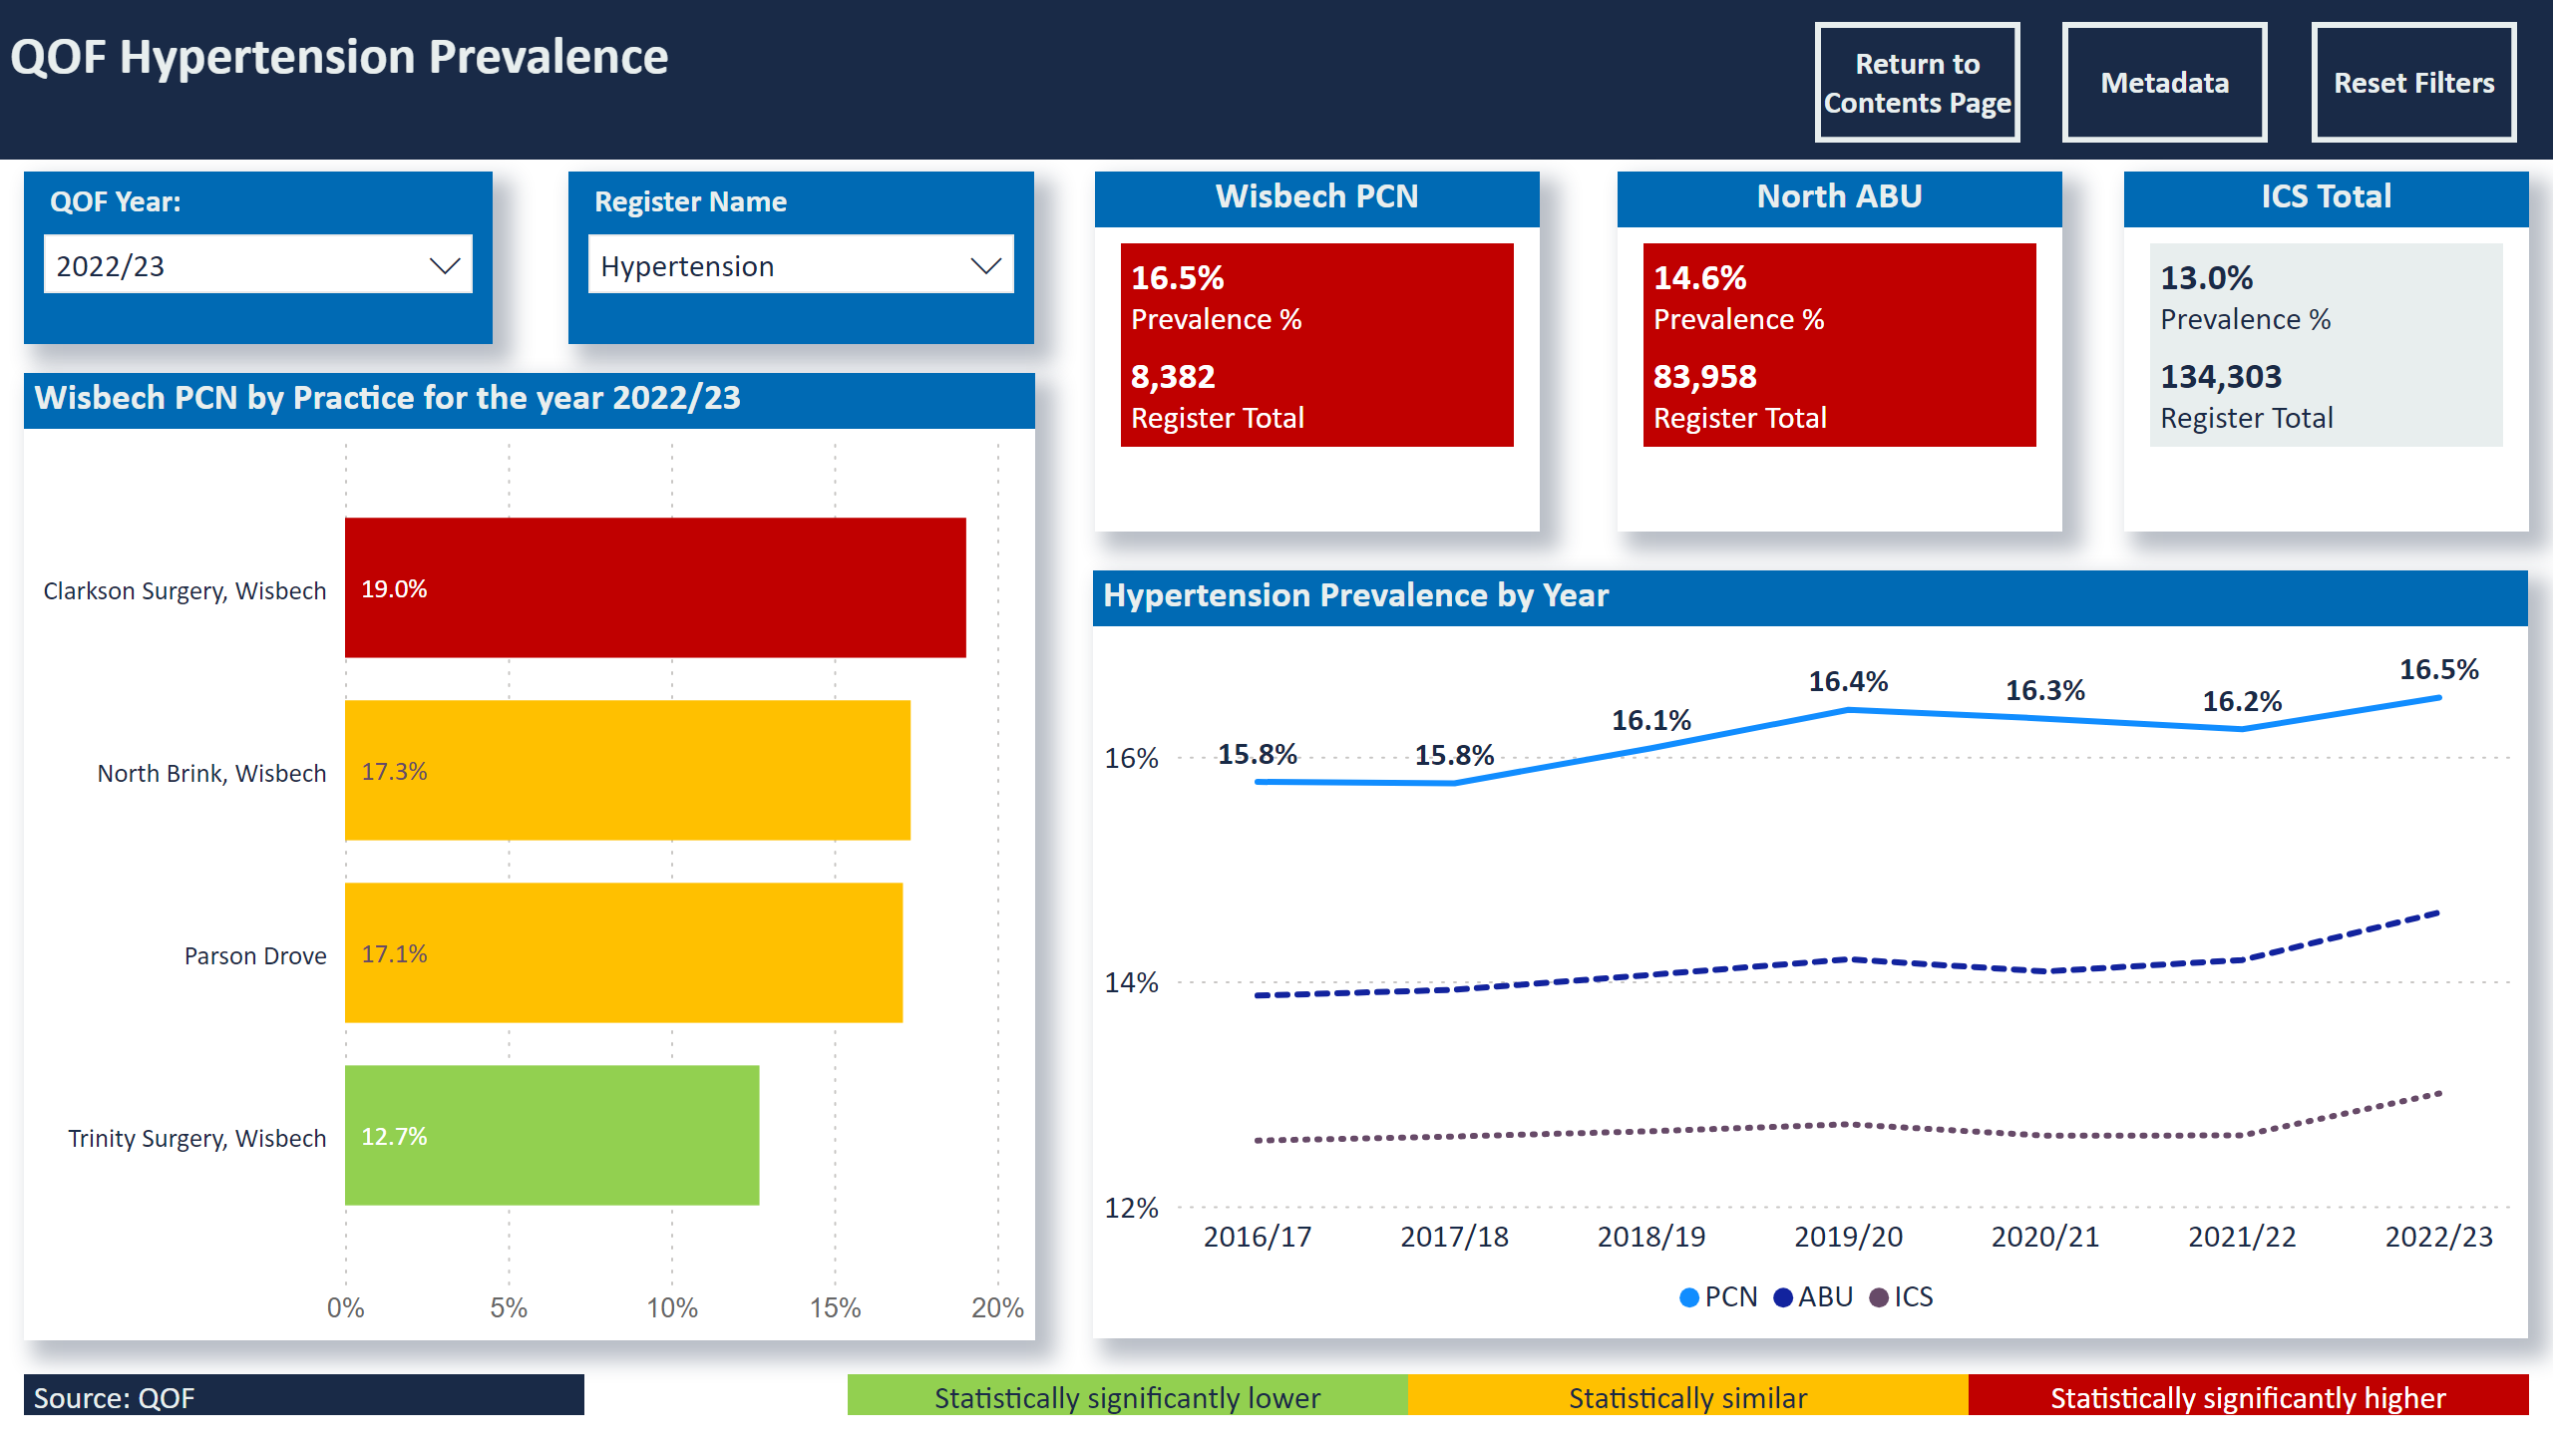 QOF Hypertension Prevalence
Return to
Contents Page
Metadata
Reset Filters
QOF Year:
2022/23
Register Name
Hypertension
Wisbech PCN
16.5%
Prevalence %
8,382
Register Total
North ABU
14.6%
Prevalence %
83,958
Register Total
ICS Total
13.0%
Prevalence %
134,303
Register Total
Wisbech PCN by Practice for the year 2022/23
Clarkson Surgery, Wisbech
19.0%
North Brink, Wisbech
17.3%
Parson Drove
17.1%
Trinity Surgery, Wisbech
12.7%
0%
5%
10%
15%
20%
Hypertension Prevalence by Year
15.8%
15.8%
16.1%
16.4%
16.3%
16.2%
16.5%
16%
14%
12%
2016/17
2017/18
2018/19
2019/20
2020/21
2021/22
2022/23
PCN
ABU
ICS
Source: QOF
Statistically significantly lower
Statistically similar
Statistically significantly higher